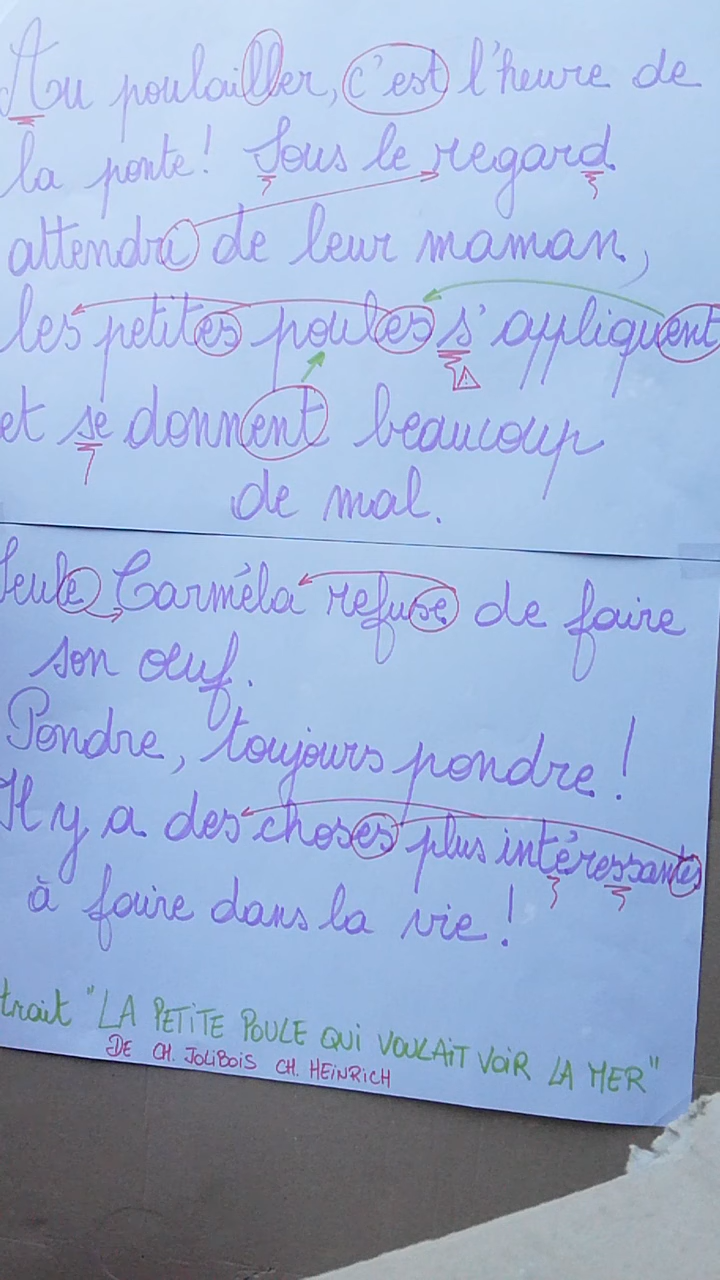 Au poulailler, c'est l'heure de
la ponte! Sous le regard
attendri de leur maman,
les petites poules s'appliquent
et se donnent beaucoup
de mal.
Seule Carméla refuse de faire
son œuf.
Pondre, toujours pondre!
Il y a des choses plus intéressantes
à faire dans la vie!
trait "LA PETITE POULE QUI VOULAIT VOIR LA MER"
DE CH. JOLIBOIS CH. HEINRICH